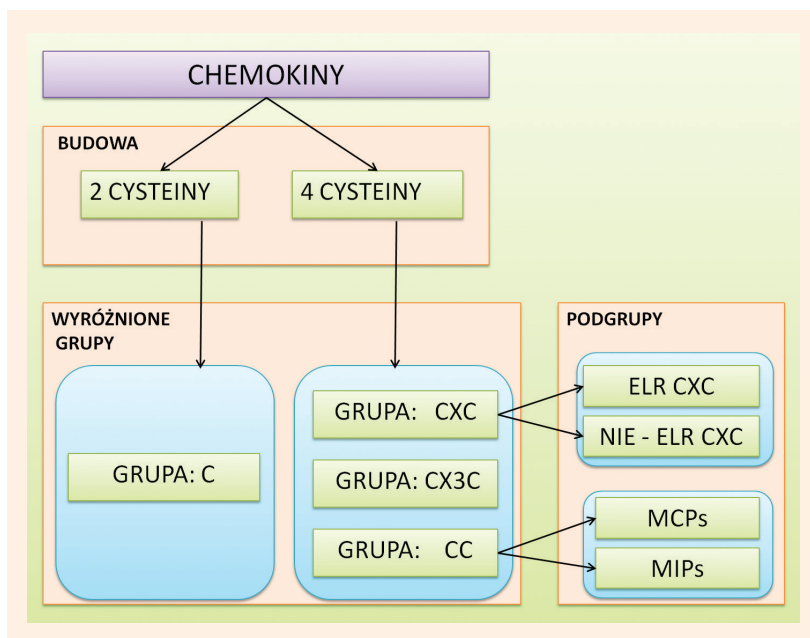 CHEMOKINY
BUDOWA
2 CYSTEINY
4 CYSTEINY
WYRÓŻNIONE
GRUPY
GRUPA: C
GRUPA: CXC
GRUPA: CX3C
GRUPA: CC
PODGRUPY
ELR CXC
NIE - ELR CXC
MCPs
MIPs